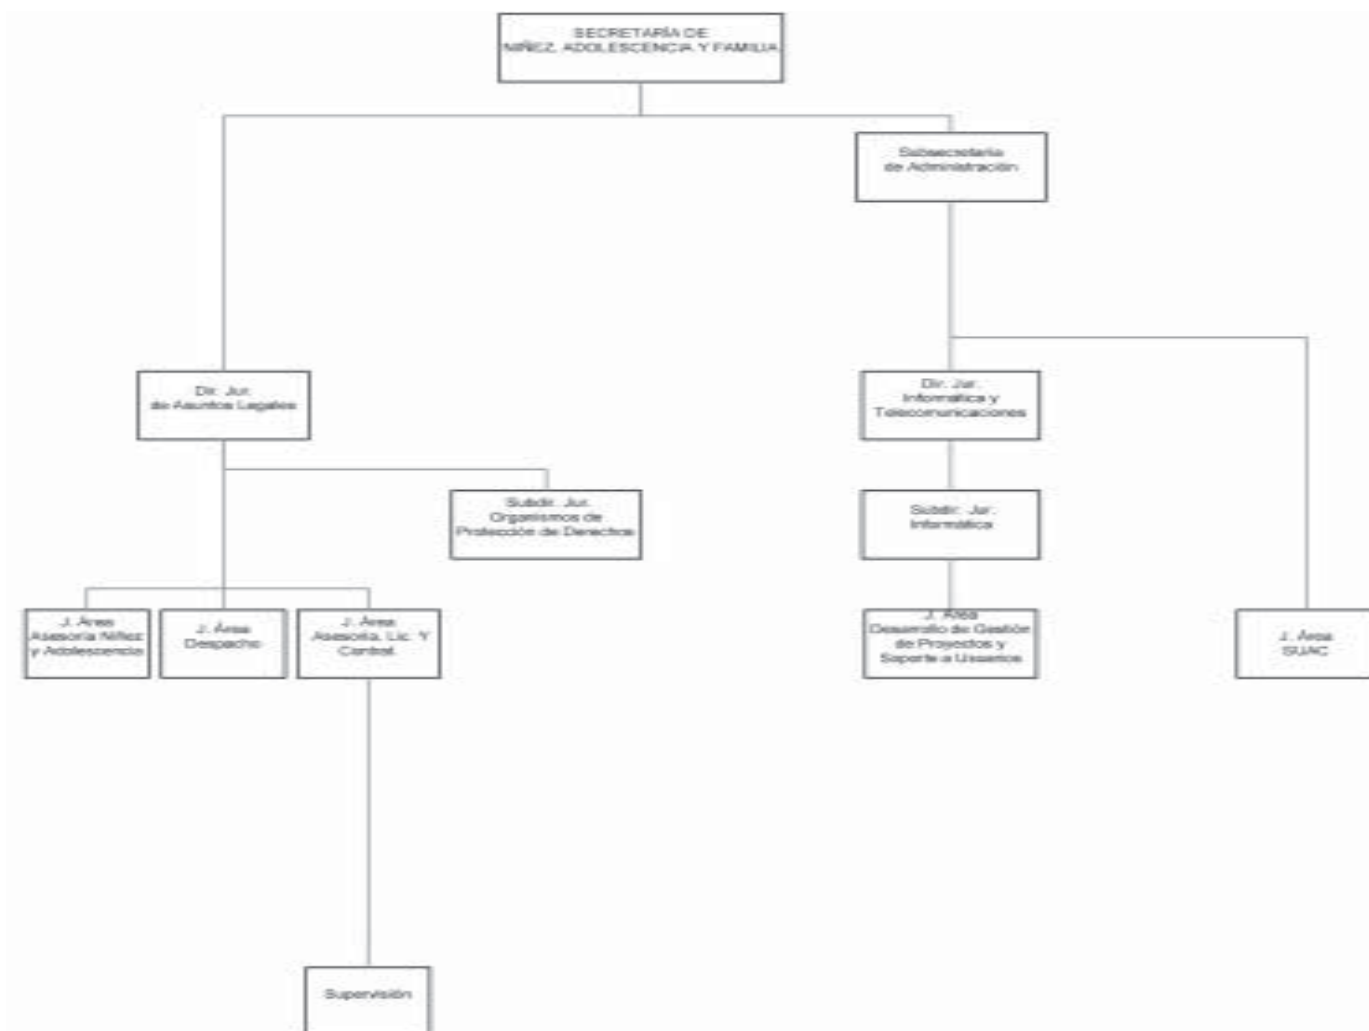 SECRETARÍA DE
NIÑEZ, ADOLESCENCIA Y FAMILIA
Subsecretaría
de Administración
Dir. Jur.
de Asuntos Legales
Dir. Jur.
Informática y
Telecomunicaciones
Subdir. Jur.
Organismos de
Protección de Derechos
Subdir. Jur.
Informática
J. Área
Asesoría Niñez
y Adolescencia
J. Área
Despacho
J. Área
Asesoría, Lic. Y
Contrat.
J. Área
Desarrollo de Gestión
de Proyectos y
Soporte a Usuarios
J. Área
SUAC
Supervisión